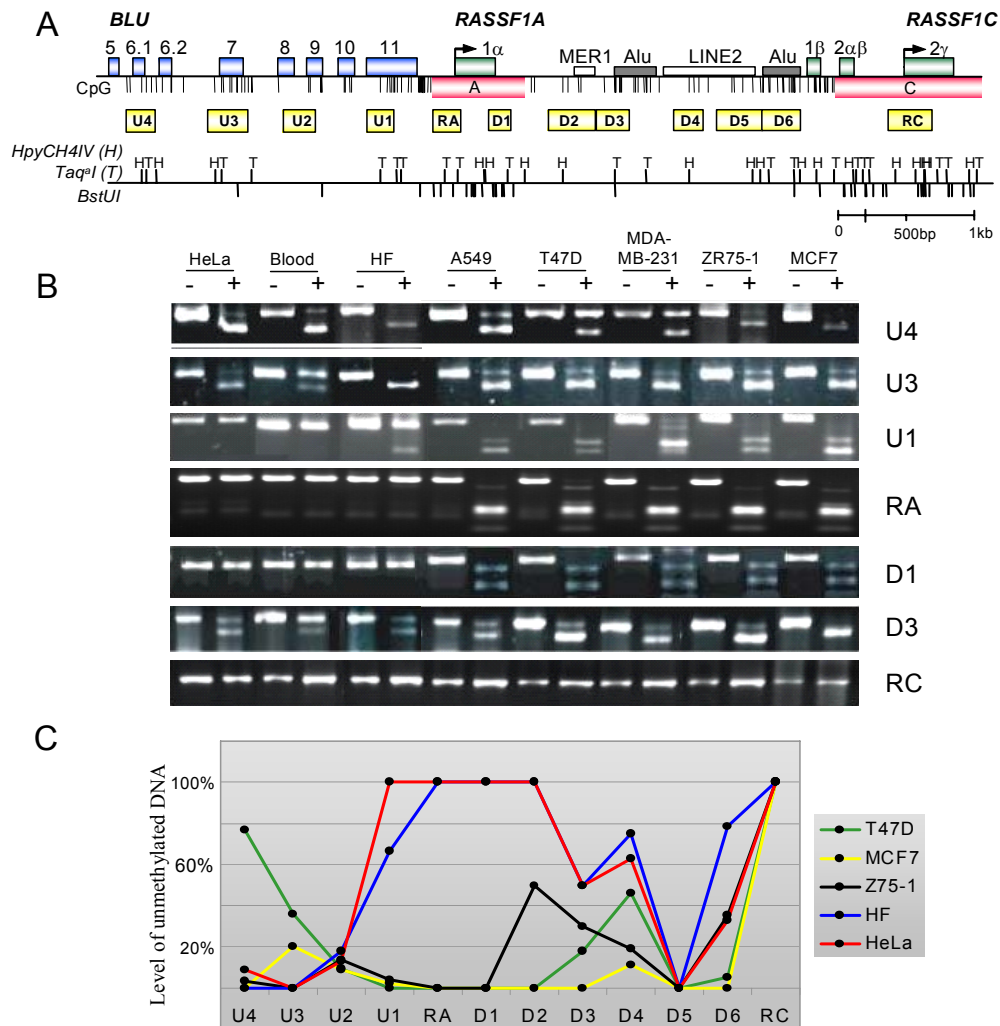 A
BLU RASSF1A RASSF1C
5 6.1 6.2 7 8 9 10 11 1α MER1 Alu LINE2 Alu 1β 2αβ 2γ
CpG A C
U4 U3 U2 U1 RA D1 D2 D3 D4 D5 D6 RC
HpyCH4IV (H)
TaqαI (T)
H T H H T T T T T T T H H T H H T T H H H T T H H T H T T T H H H H T T H H
BstUI
0 500bp 1kb
B
HeLa Blood HF A549 T47D MDA-MB-231 ZR75-1 MCF7
- + - + - + - + - + - + - + - +
U4
U3
U1
RA
D1
D3
RC
C
Level of unmethylated DNA
100%
60%
20%
U4 U3 U2 U1 RA D1 D2 D3 D4 D5 D6 RC
T47D
MCF7
Z75-1
HF
HeLa